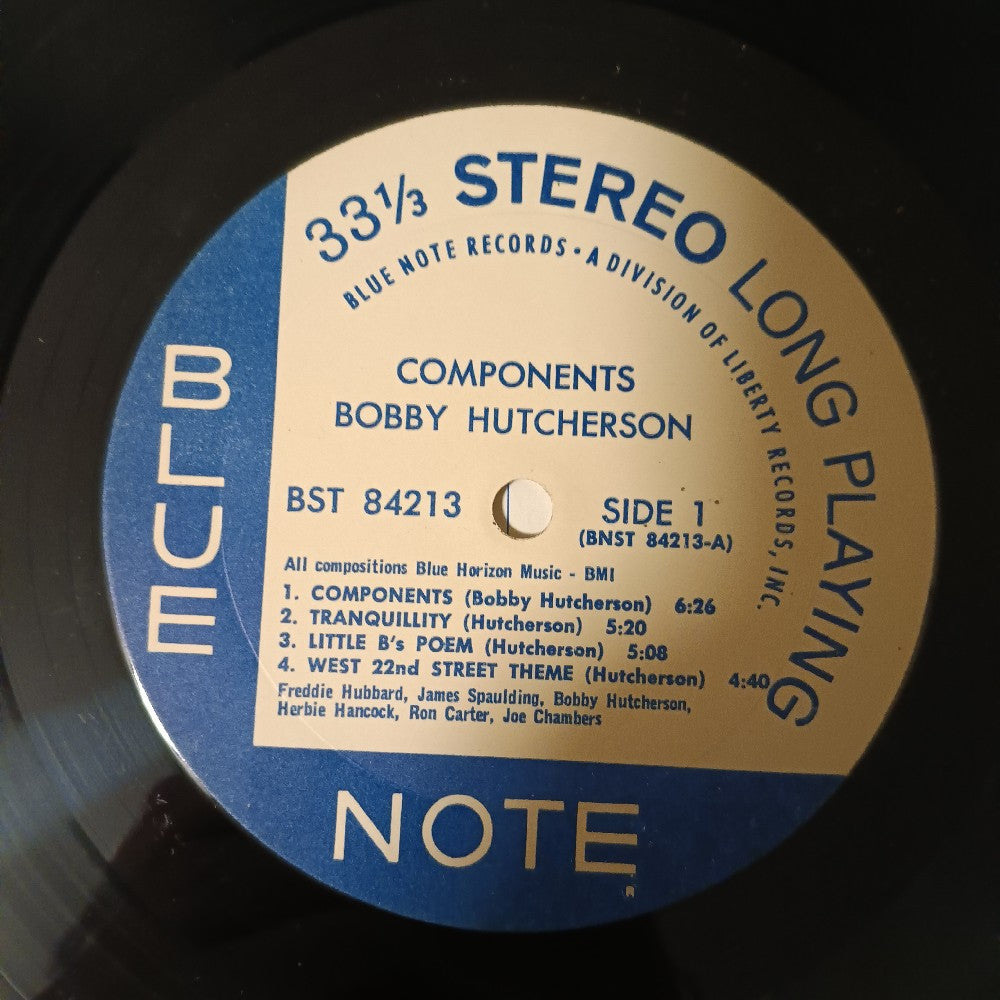 33⅓ STEREO LONG PLAYING
BLUE NOTE RECORDS • A DIVISION OF LIBERTY RECORDS, INC.
COMPONENTS
BOBBY HUTCHERSON
BST 84213
SIDE 1
(BNST 84213-A)
All compositions Blue Horizon Music - BMI
1. COMPONENTS (Bobby Hutcherson) 6:26
2. TRANQUILLITY (Hutcherson) 5:20
3. LITTLE B's POEM (Hutcherson) 5:08
4. WEST 22nd STREET THEME (Hutcherson) 4:40
Freddie Hubbard, James Spaulding, Bobby Hutcherson,
Herbie Hancock, Ron Carter, Joe Chambers
BLUE
NOTE